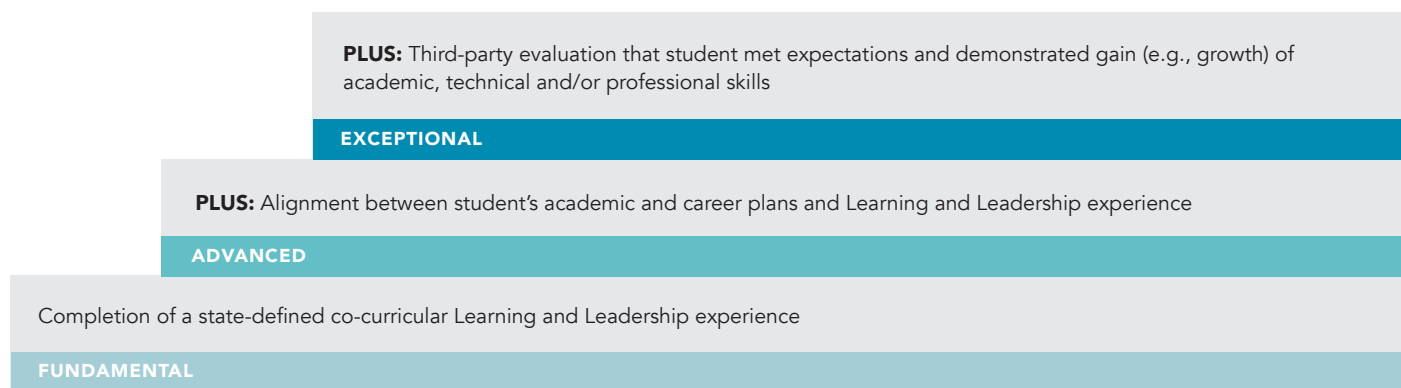 PLUS: Third-party evaluation that student met expectations and demonstrated gain (e.g., growth) of
academic, technical and/or professional skills
EXCEPTIONAL
PLUS: Alignment between student’s academic and career plans and Learning and Leadership experience
ADVANCED
Completion of a state-defined co-curricular Learning and Leadership experience
FUNDAMENTAL